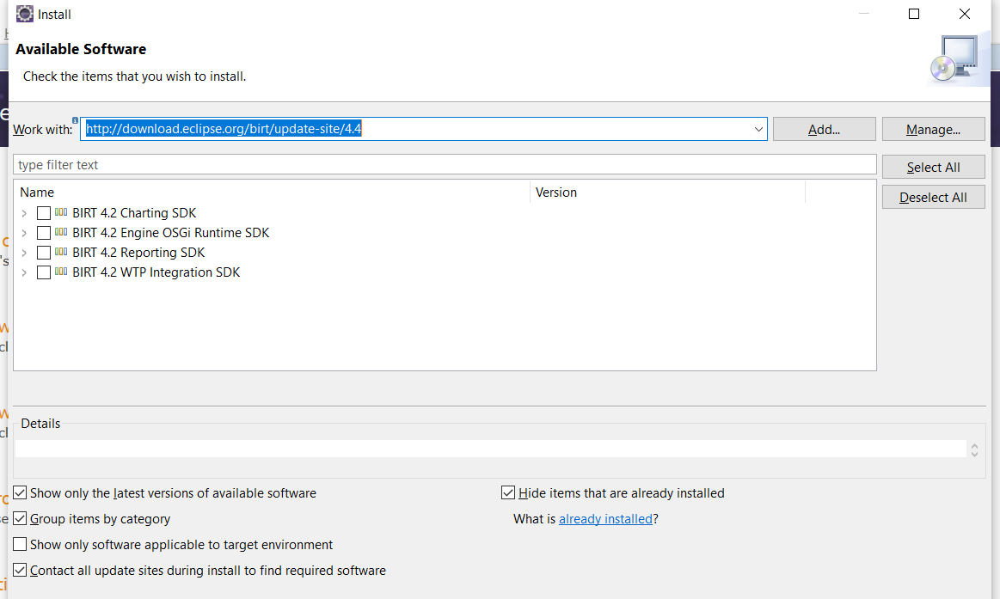 Install
Available Software
Check the items that you wish to install.
Work with: http://download.eclipse.org/birt/update-site/4.4 Add... Manage...
type filter text
Select All
Name Version
Deselect All
BIRT 4.2 Charting SDK
BIRT 4.2 Engine OSGi Runtime SDK
BIRT 4.2 Reporting SDK
BIRT 4.2 WTP Integration SDK
Details
Show only the latest versions of available software Hide items that are already installed
Group items by category What is already installed?
Show only software applicable to target environment
Contact all update sites during install to find required software